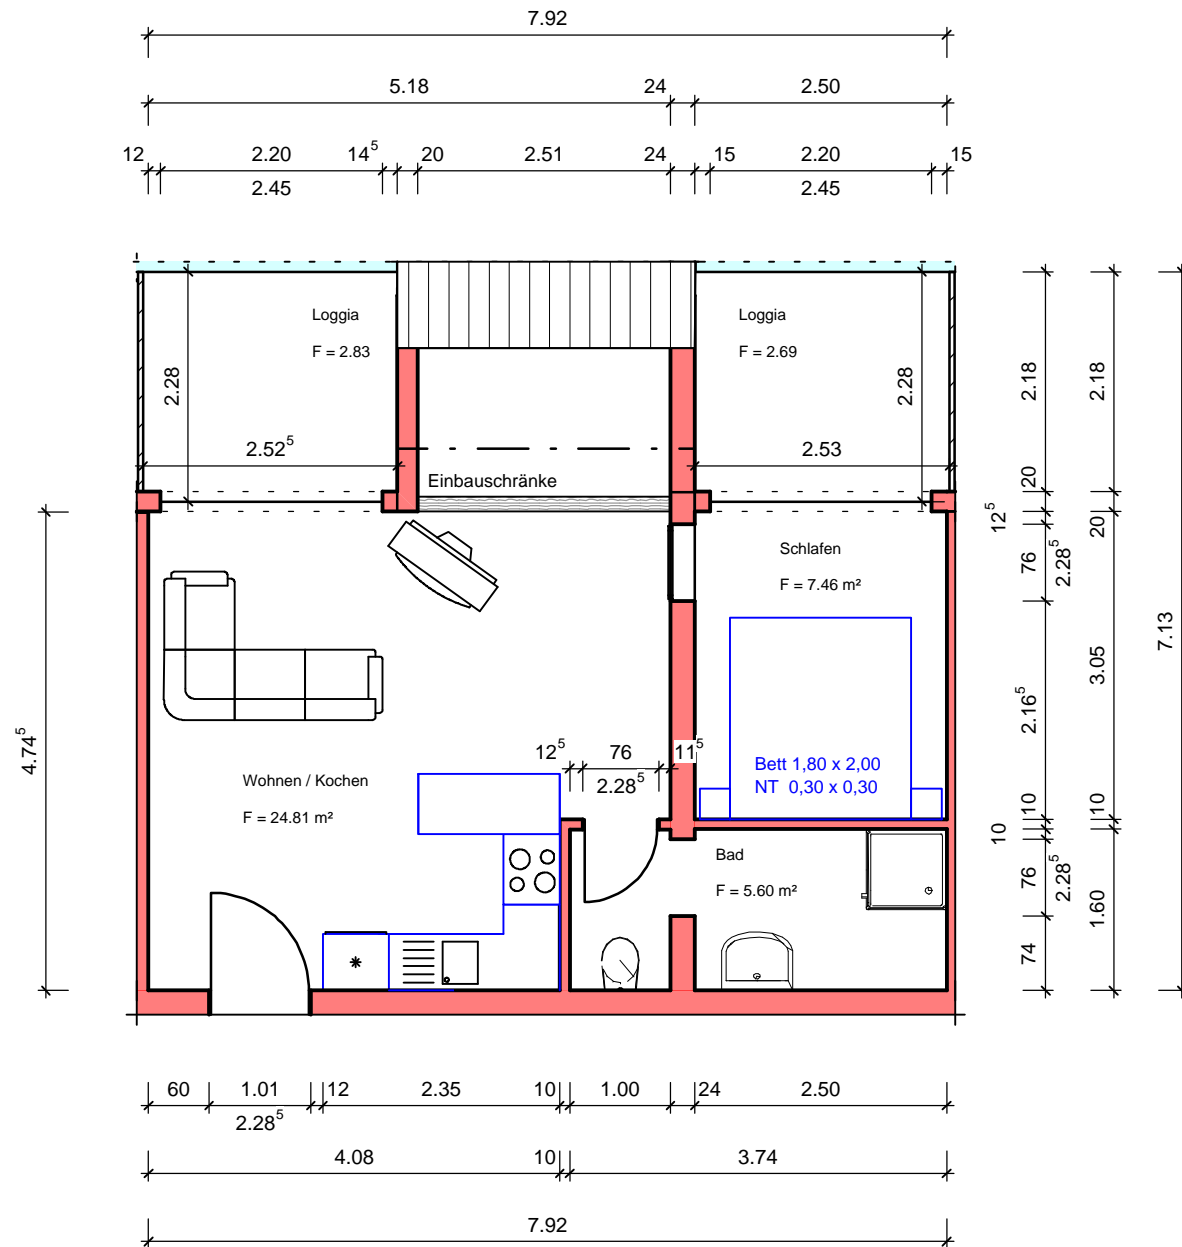 7.92
5.18 24 2.50
12 2.20 14⁵ 20 2.51 24 15 2.20 15
2.45 2.45
Loggia
F = 2.83
Loggia
F = 2.69
2.28
2.28
2.52⁵
2.53
Einbauschränke
Schlafen
F = 7.46 m²
Wohnen / Kochen
F = 24.81 m²
12⁵ 76 11⁵
2.28⁵
Bett 1,80 x 2,00
NT 0,30 x 0,30
Bad
F = 5.60 m²
4.74⁵
2.18
20
12⁵
76
2.28⁵
2.16⁵
10
10
76
2.28⁵
74
2.18
20
3.05
10
1.60
7.13
60 1.01 12 2.35 10 1.00 24 2.50
2.28⁵
4.08 10 3.74
7.92